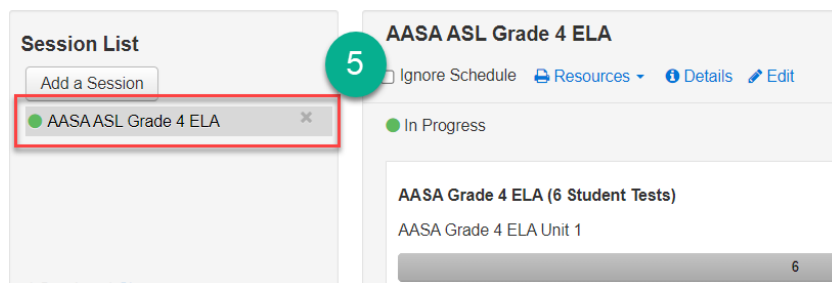 Session List
Add a Session
AASA ASL Grade 4 ELA
5
AASA ASL Grade 4 ELA
Ignore Schedule Resources Details Edit
In Progress
AASA Grade 4 ELA (6 Student Tests)
AASA Grade 4 ELA Unit 1
6